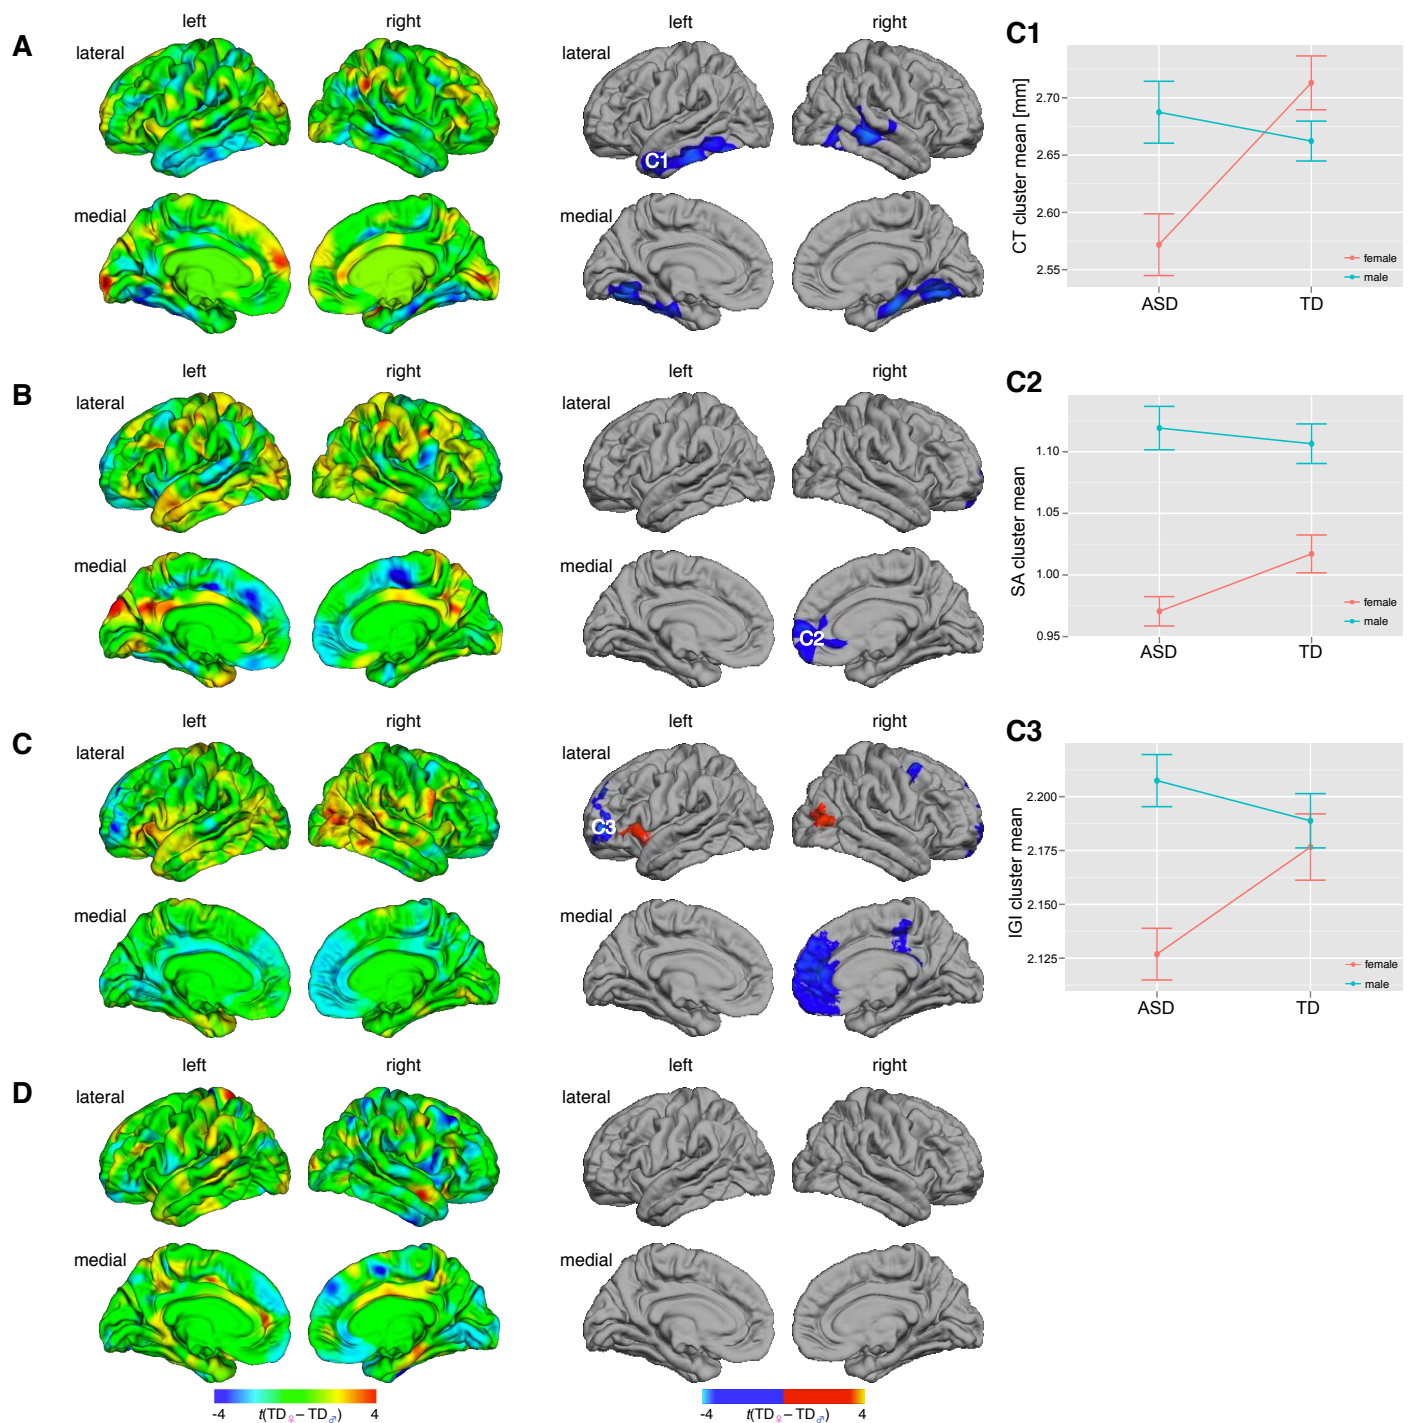 A
left
right
left
right
lateral
lateral
medial
medial
C1
C1
CT cluster mean [mm]
2.70
2.65
2.60
2.55
female
male
ASD
TD
B
left
right
left
right
lateral
lateral
medial
medial
C2
C2
SA cluster mean
1.10
1.05
1.00
0.95
female
male
ASD
TD
C
left
right
left
right
lateral
lateral
medial
medial
C3
C3
lGI cluster mean
2.200
2.175
2.150
2.125
female
male
ASD
TD
D
left
right
left
right
lateral
lateral
medial
medial
-4 t(TD♀ – TD♂) 4
-4 t(TD♀ – TD♂) 4